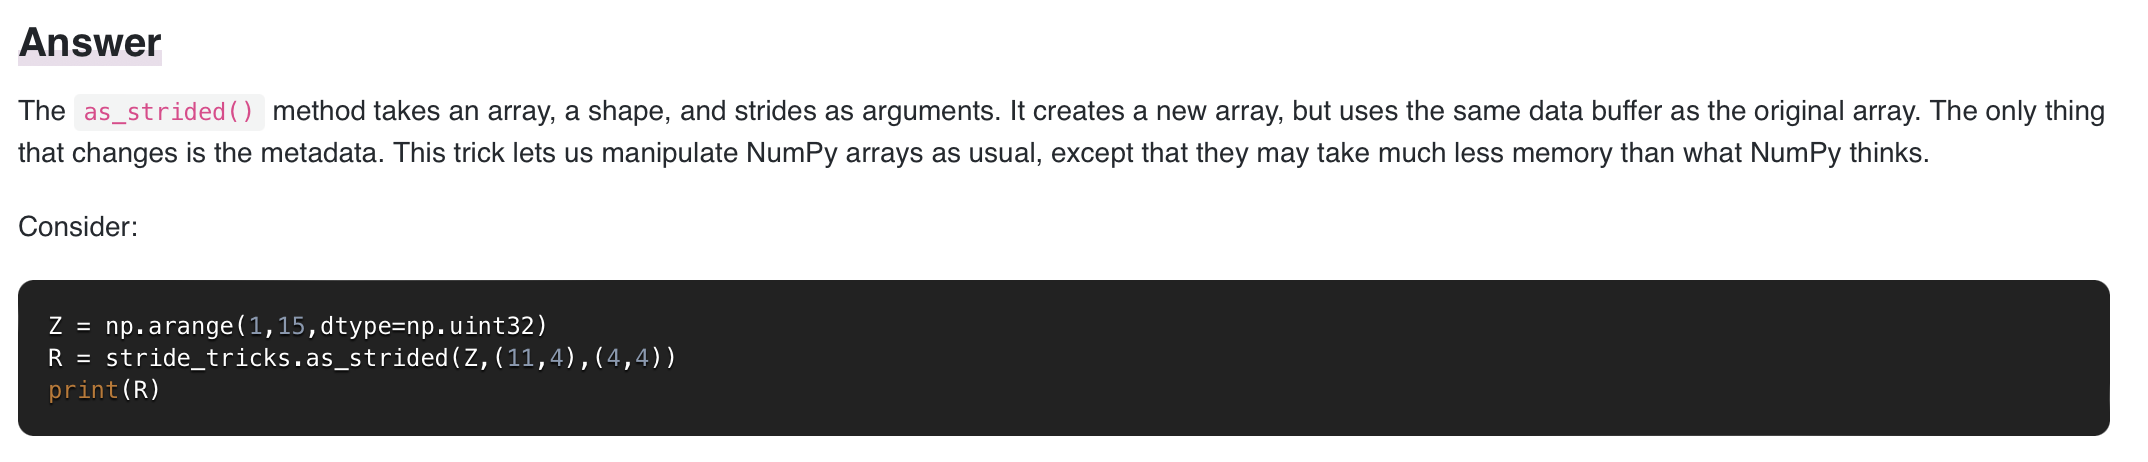 Answer
The as_strided() method takes an array, a shape, and strides as arguments. It creates a new array, but uses the same data buffer as the original array. The only thing
that changes is the metadata. This trick lets us manipulate NumPy arrays as usual, except that they may take much less memory than what NumPy thinks.
Consider:
Z = np.arange(1,15,dtype=np.uint32)
R = stride_tricks.as_strided(Z,(11,4),(4,4))
print(R)